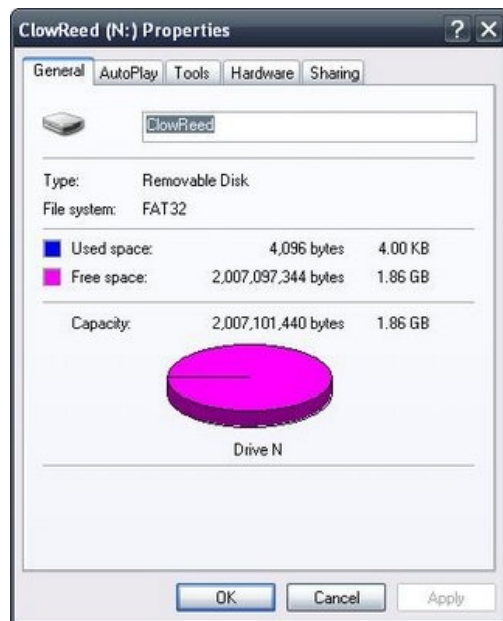 ClowReed (N:) Properties
General AutoPlay Tools Hardware Sharing
ClowReed
Type: Removable Disk
File system: FAT32
Used space: 4,096 bytes 4.00 KB
Free space: 2,007,097,344 bytes 1.86 GB
Capacity: 2,007,101,440 bytes 1.86 GB
Drive N
OK Cancel Apply